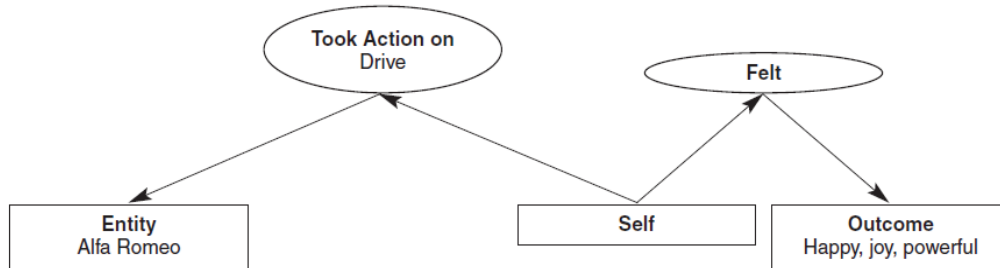 Took Action on
Drive
Felt
Entity
Alfa Romeo
Self
Outcome
Happy, joy, powerful